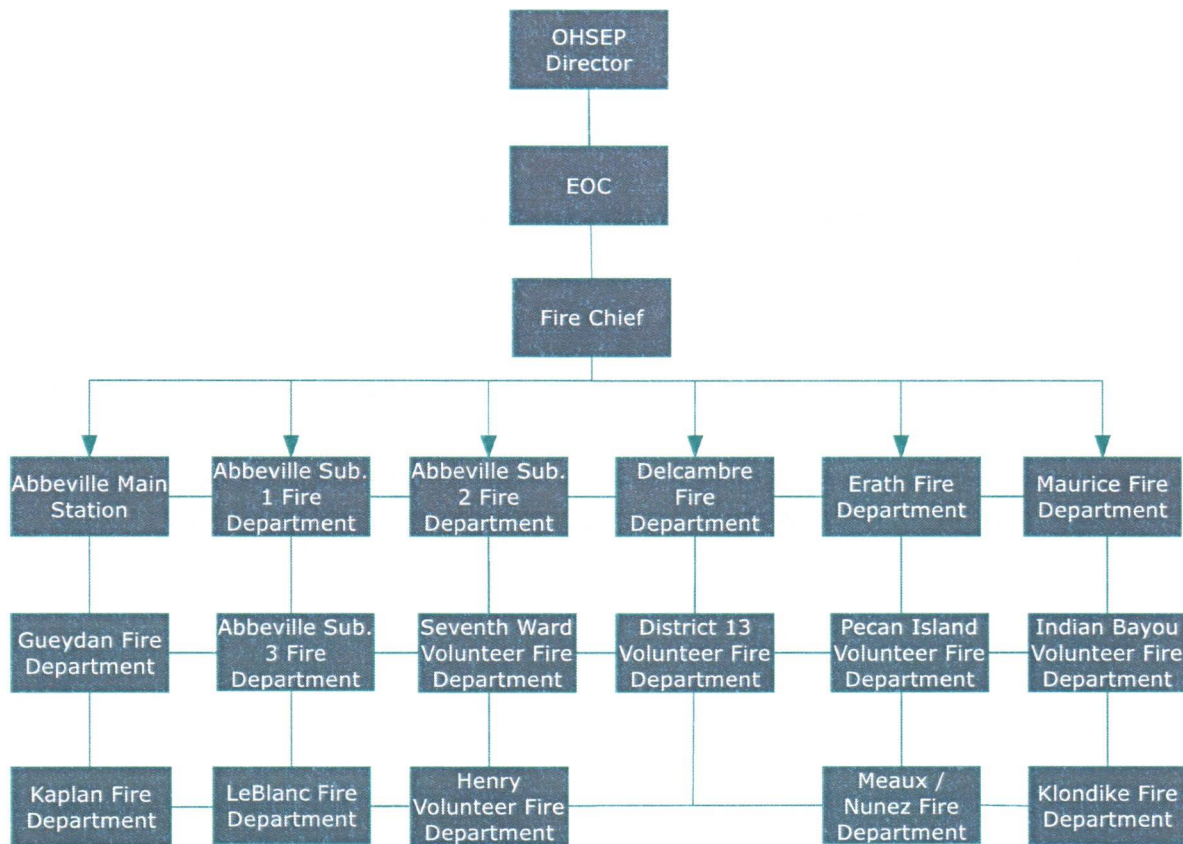 OHSEP
Director
EOC
Fire Chief
Abbeville Main
Station
Abbeville Sub.
1 Fire
Department
Abbeville Sub.
2 Fire
Department
Delcambre
Fire
Department
Erath Fire
Department
Maurice Fire
Department
Gueydan Fire
Department
Abbeville Sub.
3 Fire
Department
Seventh Ward
Volunteer Fire
Department
District 13
Volunteer Fire
Department
Pecan Island
Volunteer Fire
Department
Indian Bayou
Volunteer Fire
Department
Kaplan Fire
Department
LeBlanc Fire
Department
Henry
Volunteer Fire
Department
Meaux /
Nunez Fire
Department
Klondike Fire
Department